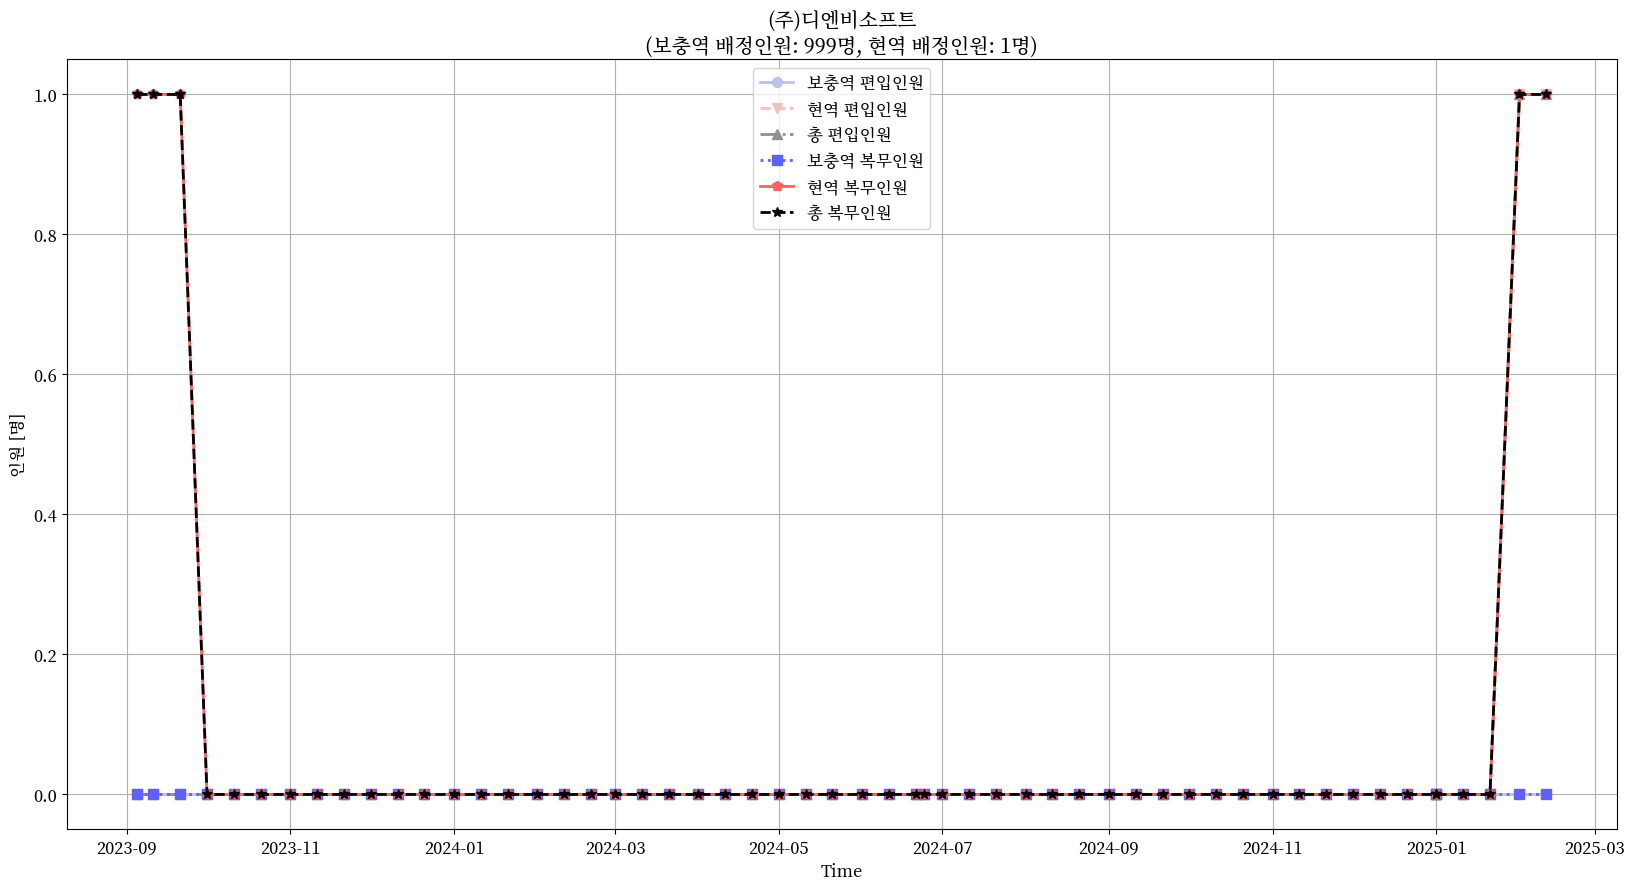 (주)디엔비소프트
(보충역 배정인원: 999명, 현역 배정인원: 1명)
보충역 편입인원
현역 편입인원
총 편입인원
보충역 복무인원
현역 복무인원
총 복무인원
인원 [명]
1.0
0.8
0.6
0.4
0.2
0.0
2023-09
2023-11
2024-01
2024-03
2024-05
2024-07
2024-09
2024-11
2025-01
2025-03
Time